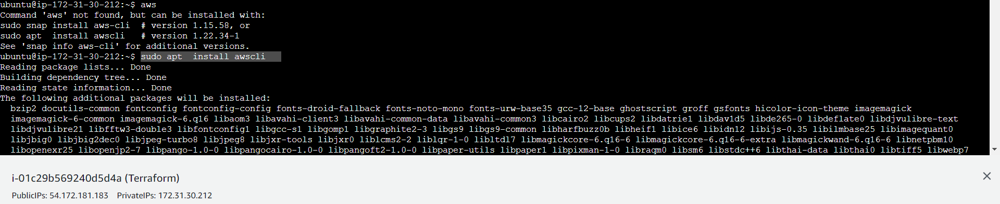 ubuntu@ip-172-31-30-212:~$ aws
Command 'aws' not found, but can be installed with:
sudo snap install aws-cli  # version 1.15.58, or
sudo apt  install awscli   # version 1.22.34-1
See 'snap info aws-cli' for additional versions.
ubuntu@ip-172-31-30-212:~$ sudo apt  install awscli
Reading package lists... Done
Building dependency tree... Done
Reading state information... Done
The following additional packages will be installed:
  bzip2 docutils-common fontconfig fontconfig-config fonts-droid-fallback fonts-noto-mono fonts-urw-base35 gcc-12-base ghostscript groff gsfonts hicolor-icon-theme imagemagick
  imagemagick-6-common imagemagick-6.q16 libaom3 libavahi-client3 libavahi-common-data libavahi-common3 libcairo2 libcups2 libdatrie1 libdav1d5 libde265-0 libdeflate0 libdjvulibre-text
  libdjvulibre21 libfftw3-double3 libfontconfig1 libgcc-s1 libgomp1 libgraphite2-3 libgs9 libgs9-common libharfbuzz0b libheif1 libice6 libidn12 libijs-0.35 libilmbase25 libimagequant0
  libjbig0 libjbig2dec0 libjpeg-turbo8 libjpeg8 libjxr-tools libjxr0 liblcms2-2 liblqr-1-0 libltdl7 libmagickcore-6.q16-6 libmagickcore-6.q16-6-extra libmagickwand-6.q16-6 libnetpbm10
  libopenexr25 libopenjp2-7 libpango-1.0-0 libpangocairo-1.0-0 libpangoft2-1.0-0 libpaper-utils libpaper1 libpixman-1-0 libraqm0 libsm6 libstdc++6 libthai-data libthai0 libtiff5 libwebp7
i-01c29b569240d5d4a (Terraform)
PublicIPs: 54.172.181.183    PrivateIPs: 172.31.30.212